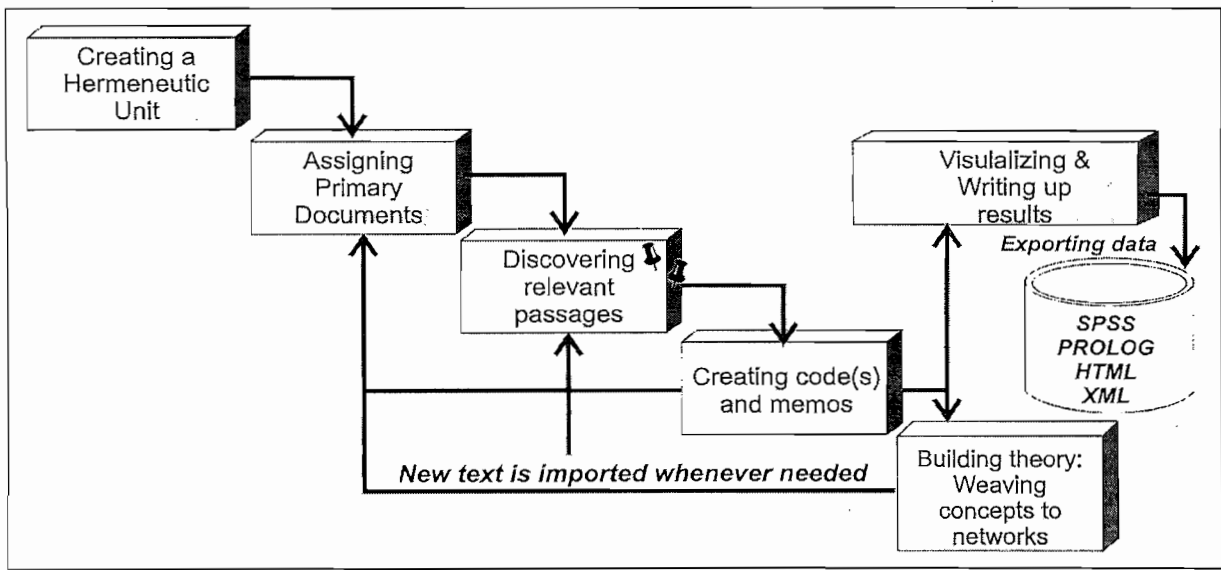 Creating a
Hermeneutic
Unit
Assigning
Primary
Documents
Discovering
relevant
passages
Creating code(s)
and memos
Visulalizing &
Writing up
results
Exporting data
SPSS
PROLOG
HTML
XML
New text is imported whenever needed
Building theory:
Weaving
concepts to
networks